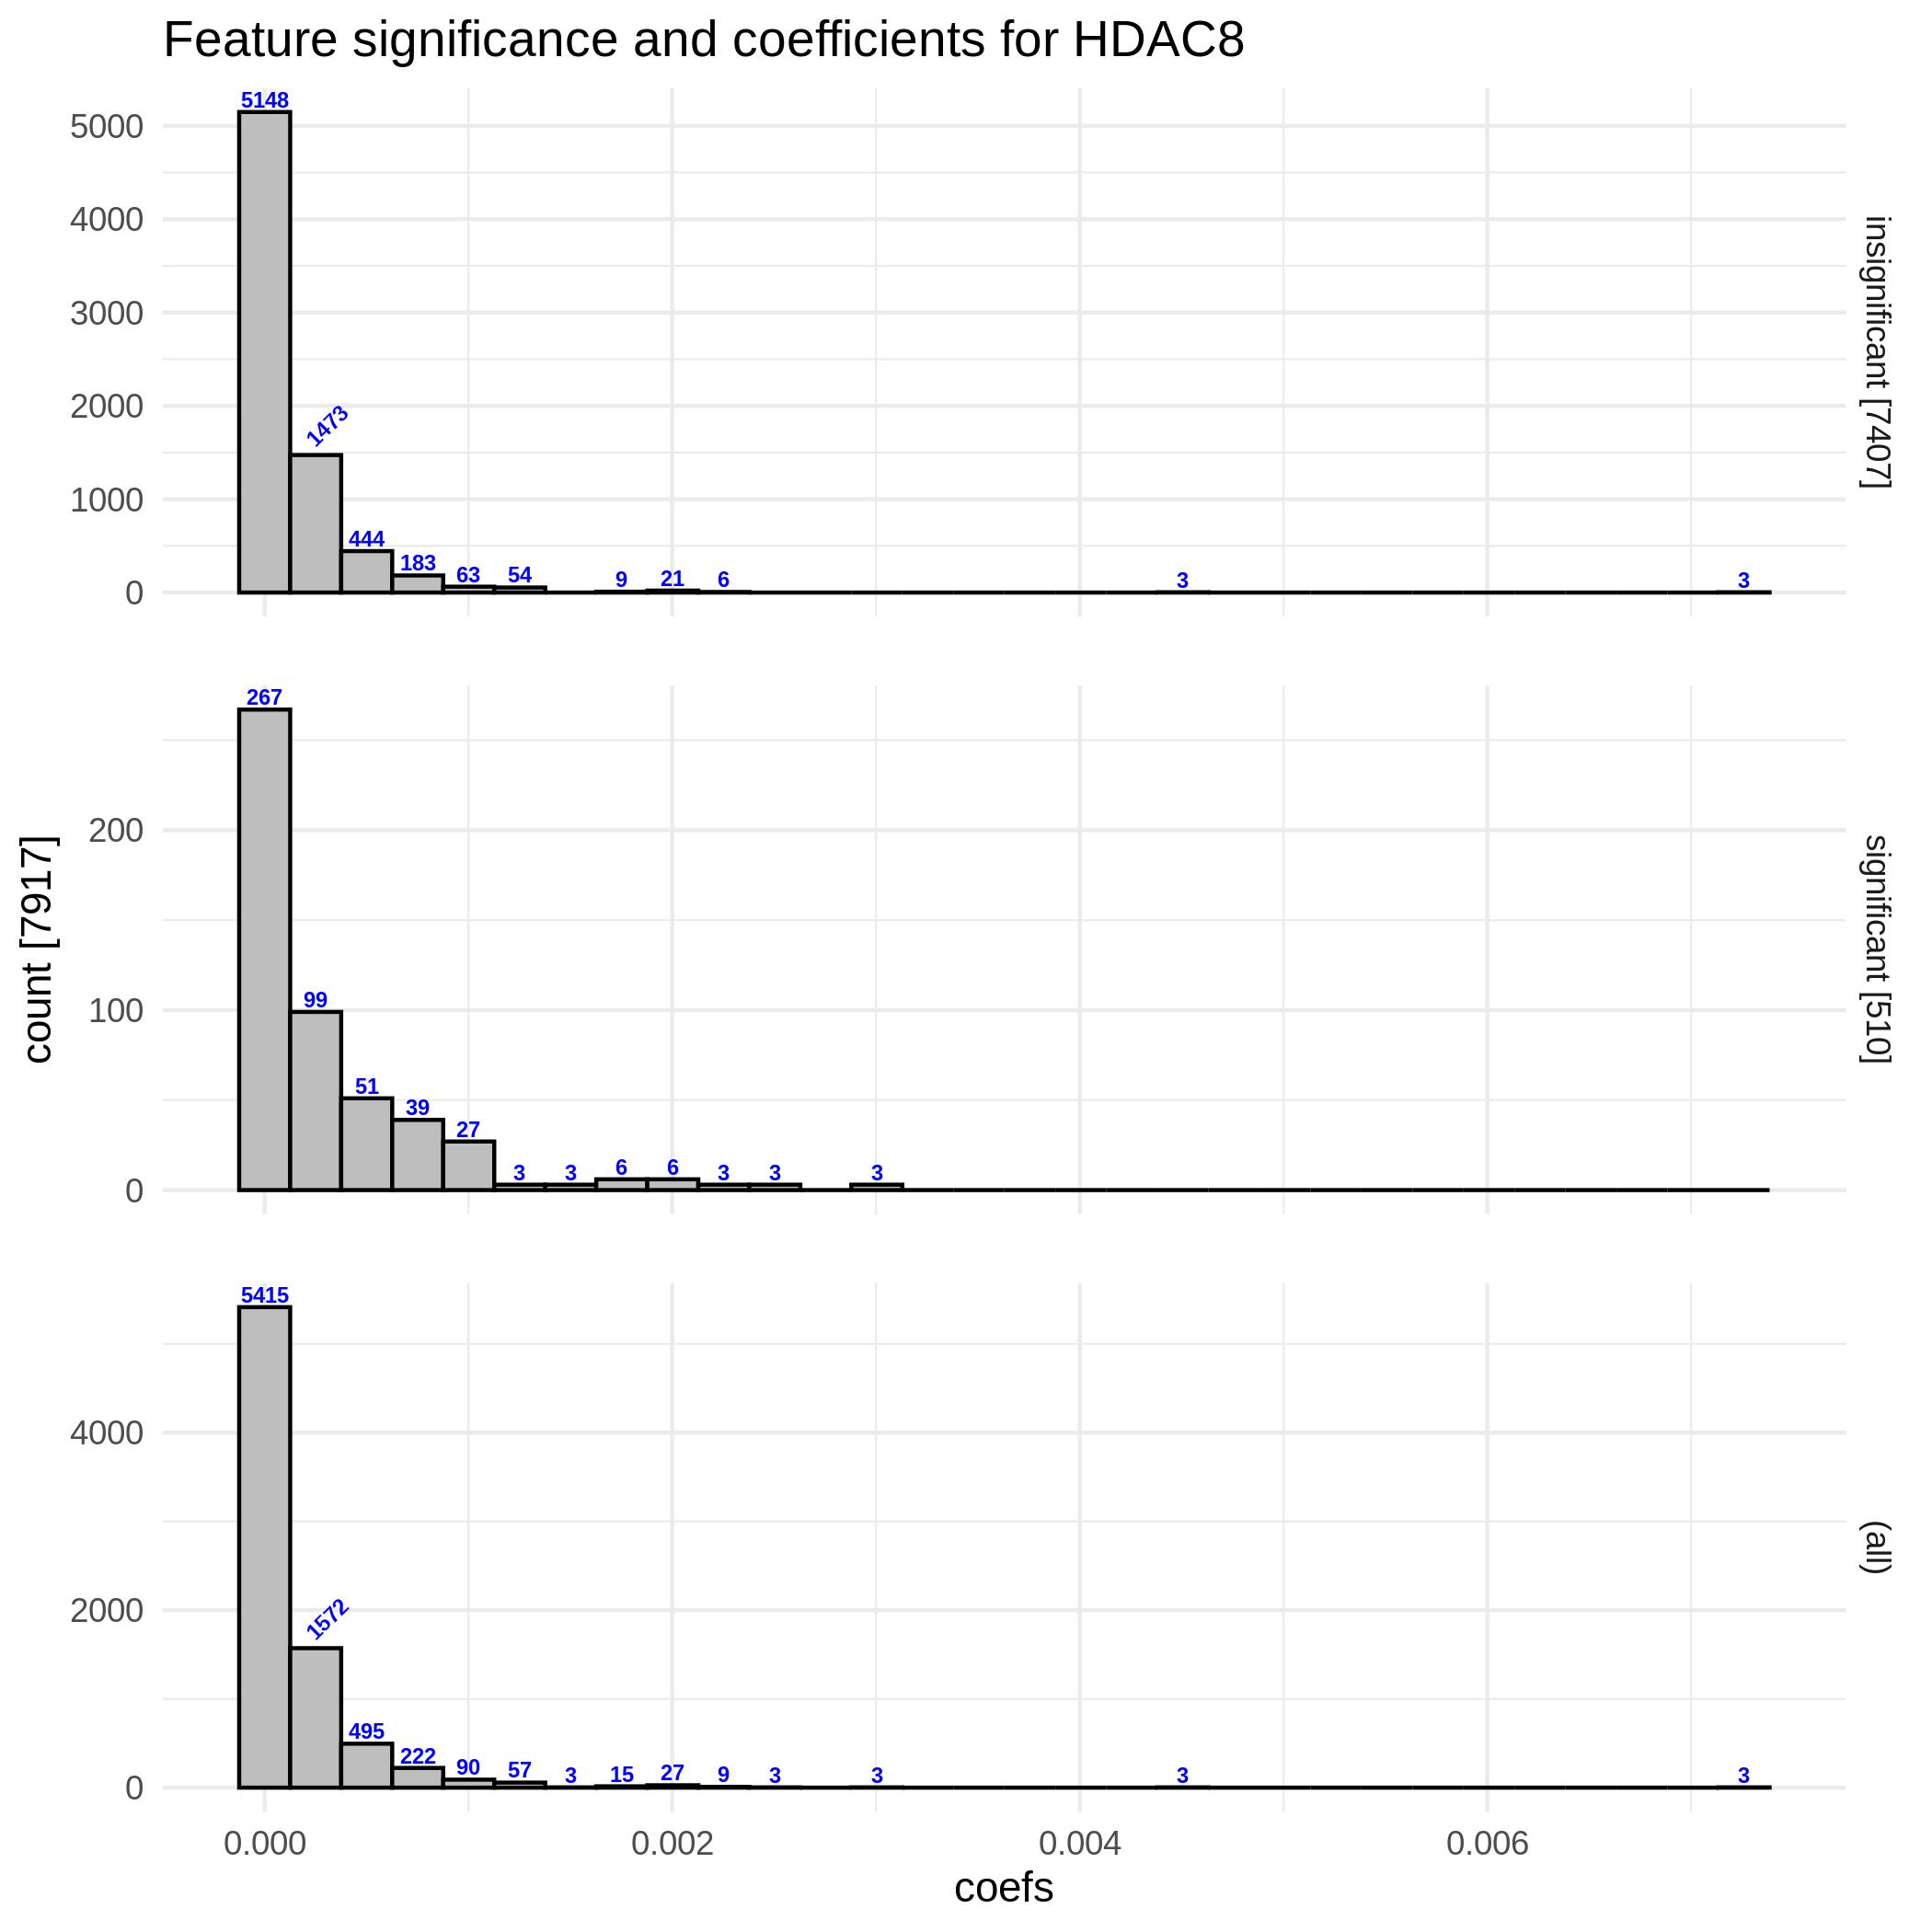 Feature significance and coefficients for HDAC8
5148
5000
4000
3000
2000
1473
1000
444
183
63 54 9 21 6 3 3
0
insignificant [7407]
267
200
100
99
51
39
27
3 3 6 6 3 3 3
0
significant [510]
count [7917]
5415
4000
2000
1572
495
222
90 57 3 15 27 9 3 3 3 3
0
(all)
0.000 0.002 0.004 0.006
coefs